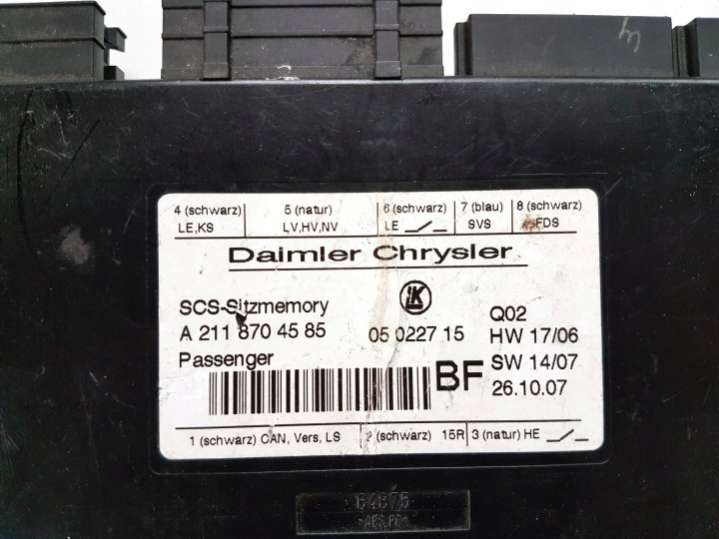 4 (schwarz) 5 (natur) 6 (schwarz) 7 (blau) 8 (schwarz)
LE,KS LV,HV,NV LE SVS FDS
Daimler Chrysler
SCS-Sitzmemory
A 211 870 45 85 05 0227 15
Passenger
Q02
HW 17/06
SW 14/07
26.10.07
BF
1 (schwarz) CAN, Vers, LS 2 (schwarz) 15R 3 (natur) HE